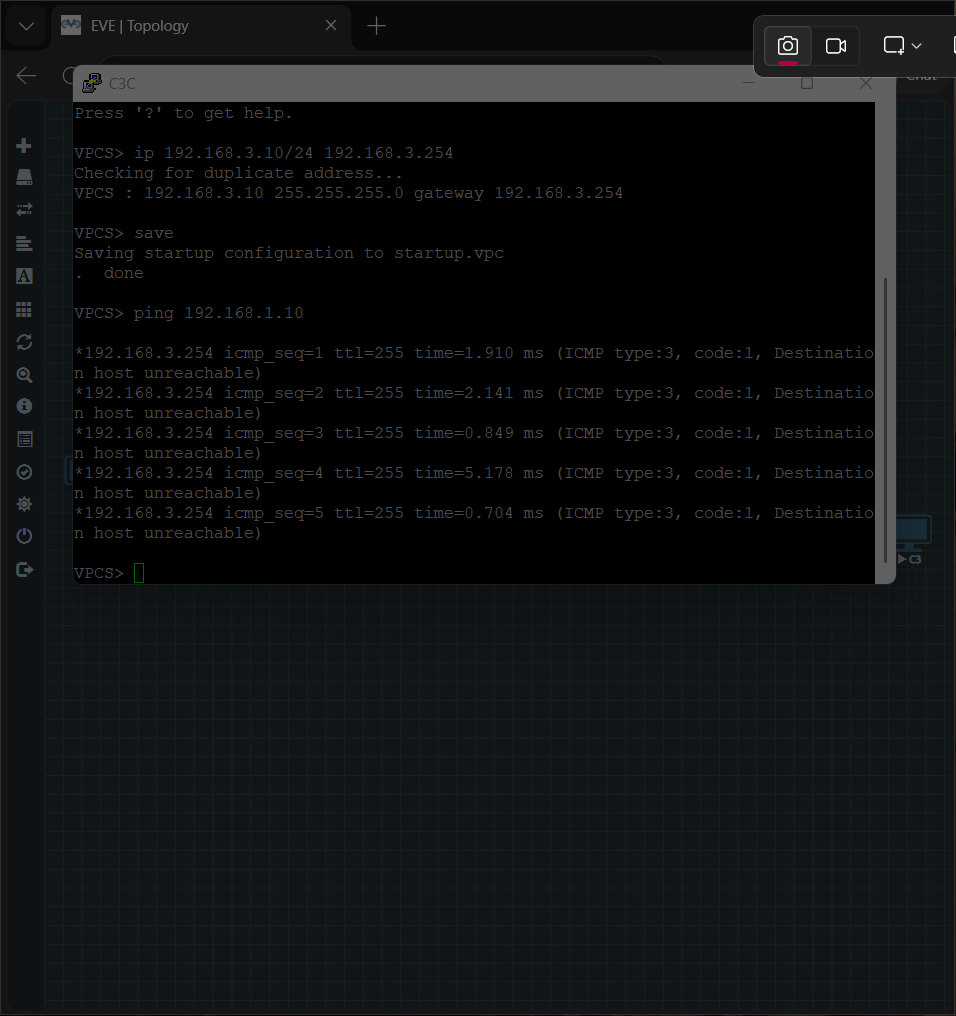 EVE | Topology
Chat
C3C
Press '?' to get help.
VPCS> ip 192.168.3.10/24 192.168.3.254
Checking for duplicate address...
VPCS : 192.168.3.10 255.255.255.0 gateway 192.168.3.254
VPCS> save
Saving startup configuration to startup.vpc
.  done
VPCS> ping 192.168.1.10
*192.168.3.254 icmp_seq=1 ttl=255 time=1.910 ms (ICMP type:3, code:1, Destinatio
n host unreachable)
*192.168.3.254 icmp_seq=2 ttl=255 time=2.141 ms (ICMP type:3, code:1, Destinatio
n host unreachable)
*192.168.3.254 icmp_seq=3 ttl=255 time=0.849 ms (ICMP type:3, code:1, Destinatio
n host unreachable)
*192.168.3.254 icmp_seq=4 ttl=255 time=5.178 ms (ICMP type:3, code:1, Destinatio
n host unreachable)
*192.168.3.254 icmp_seq=5 ttl=255 time=0.704 ms (ICMP type:3, code:1, Destinatio
n host unreachable)
C3
VPCS>